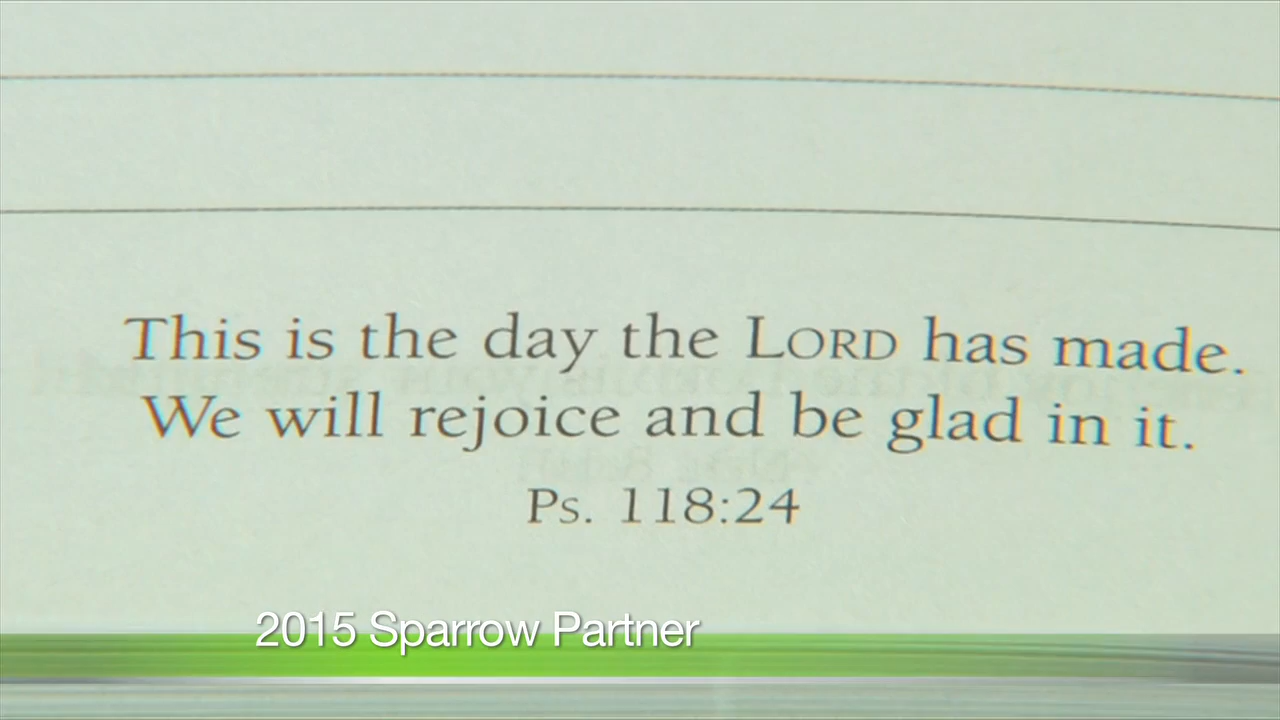 This is the day the LORD has made.
We will rejoice and be glad in it.
Ps. 118:24
2015 Sparrow Partner